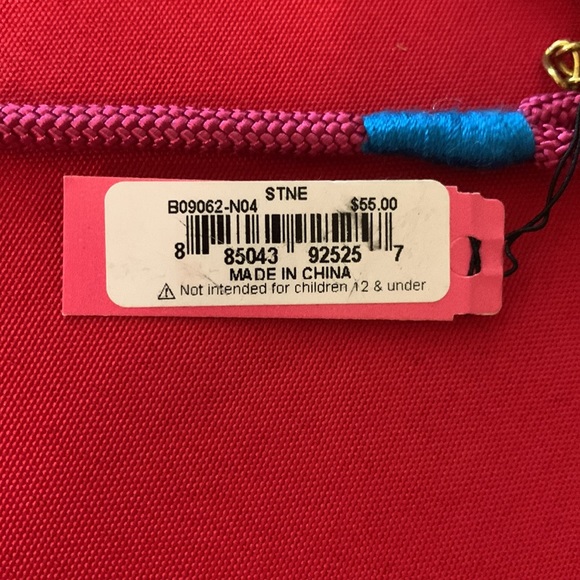 STNE
B09062-N04 $55.00
8 85043 92525 7
MADE IN CHINA
⚠ Not intended for children 12 & under